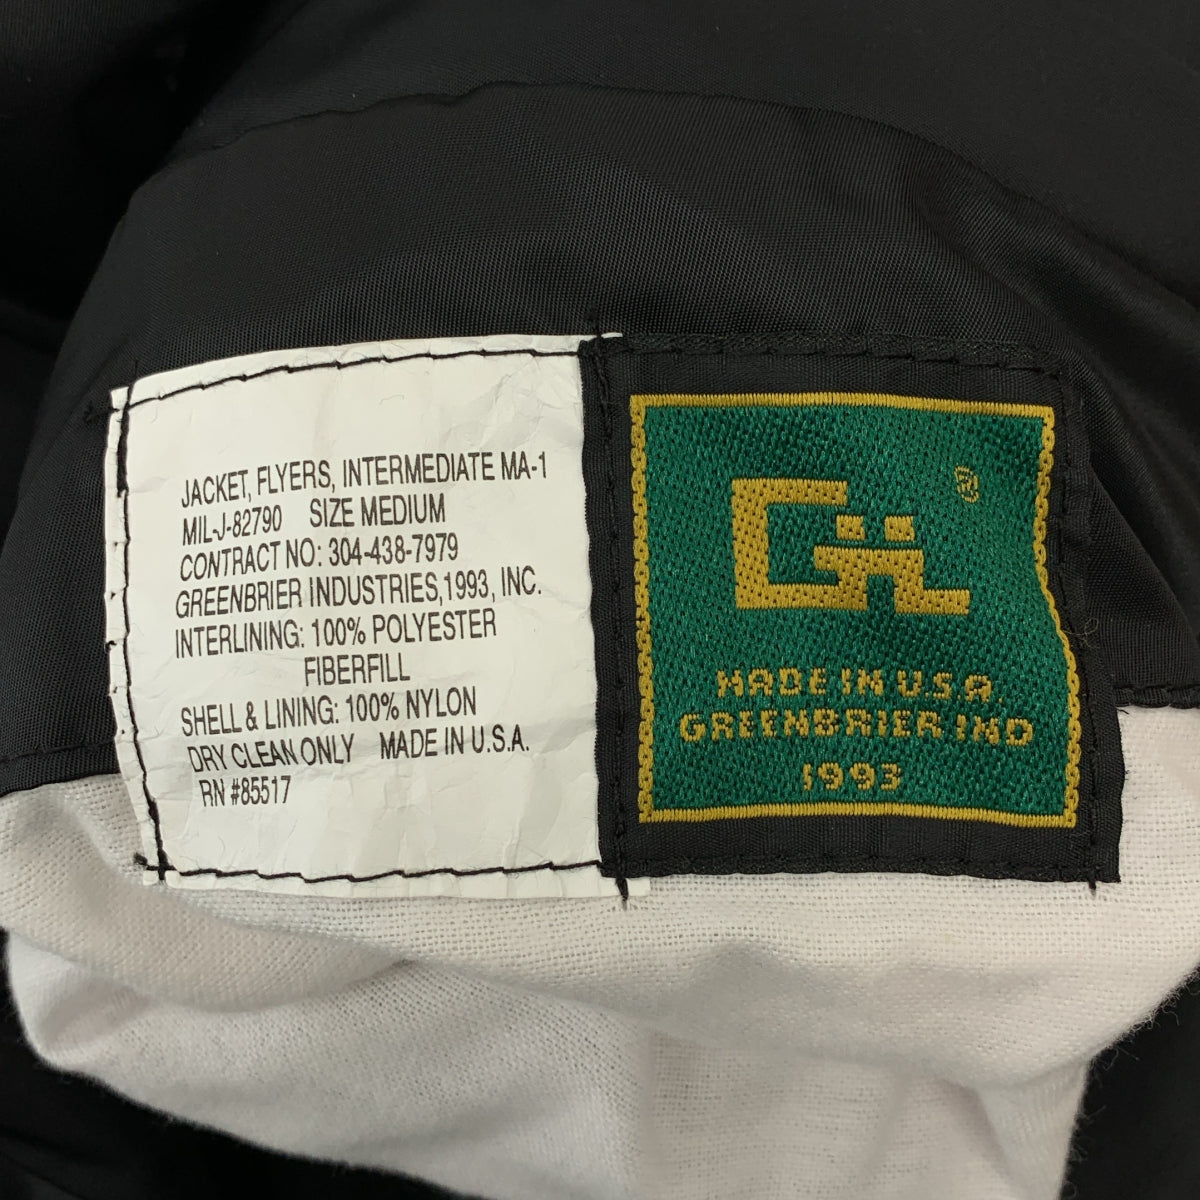 JACKET, FLYERS, INTERMEDIATE MA-1
MIL-J-82790 SIZE MEDIUM
CONTRACT NO: 304-438-7979
GREENBRIER INDUSTRIES,1993, INC.
INTERLINING: 100% POLYESTER
FIBERFILL
SHELL & LINING: 100% NYLON
DRY CLEAN ONLY MADE IN U.S.A.
RN #85517
®
MADE IN U.S.A.
GREENBRIER IND
1993